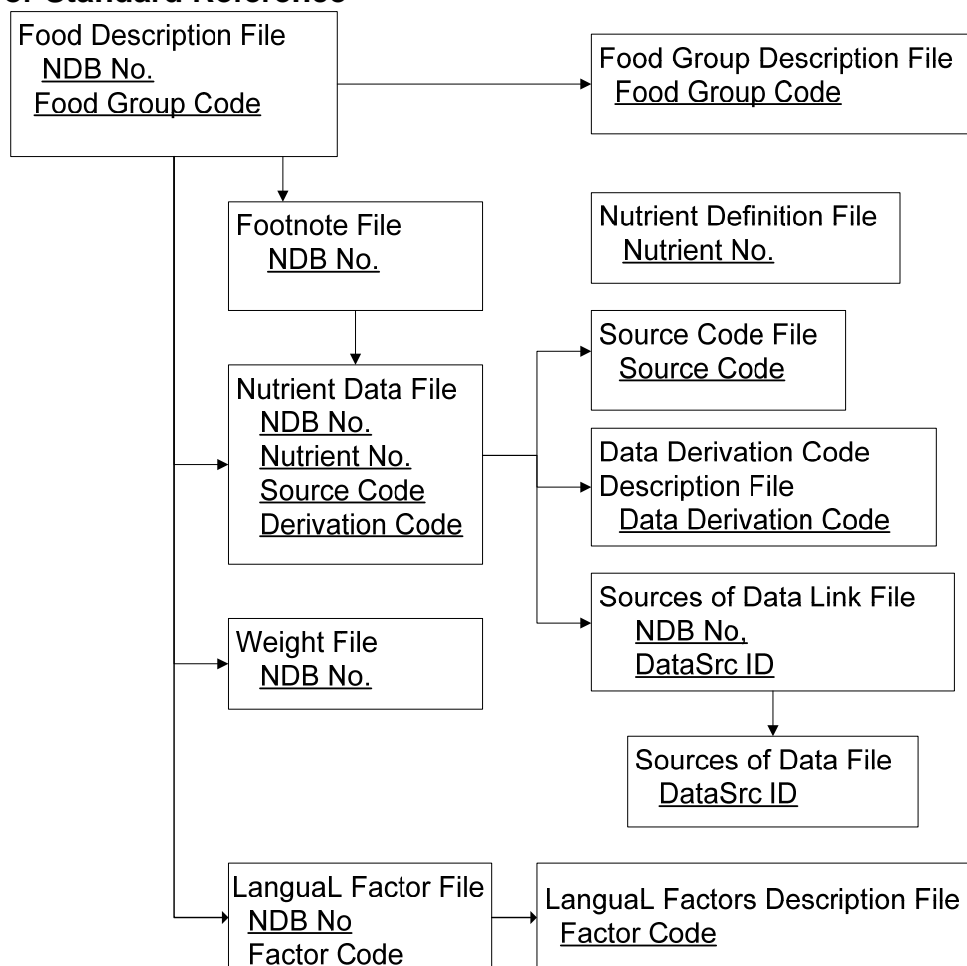 of Standard Reference
Food Description File
NDB No.
Food Group Code
Food Group Description File
Food Group Code
Footnote File
NDB No.
Nutrient Definition File
Nutrient No.
Nutrient Data File
NDB No.
Nutrient No.
Source Code
Derivation Code
Source Code File
Source Code
Data Derivation Code
Description File
Data Derivation Code
Sources of Data Link File
NDB No,
DataSrc ID
Weight File
NDB No.
Sources of Data File
DataSrc ID
LanguaL Factor File
NDB No
Factor Code
LanguaL Factors Description File
Factor Code